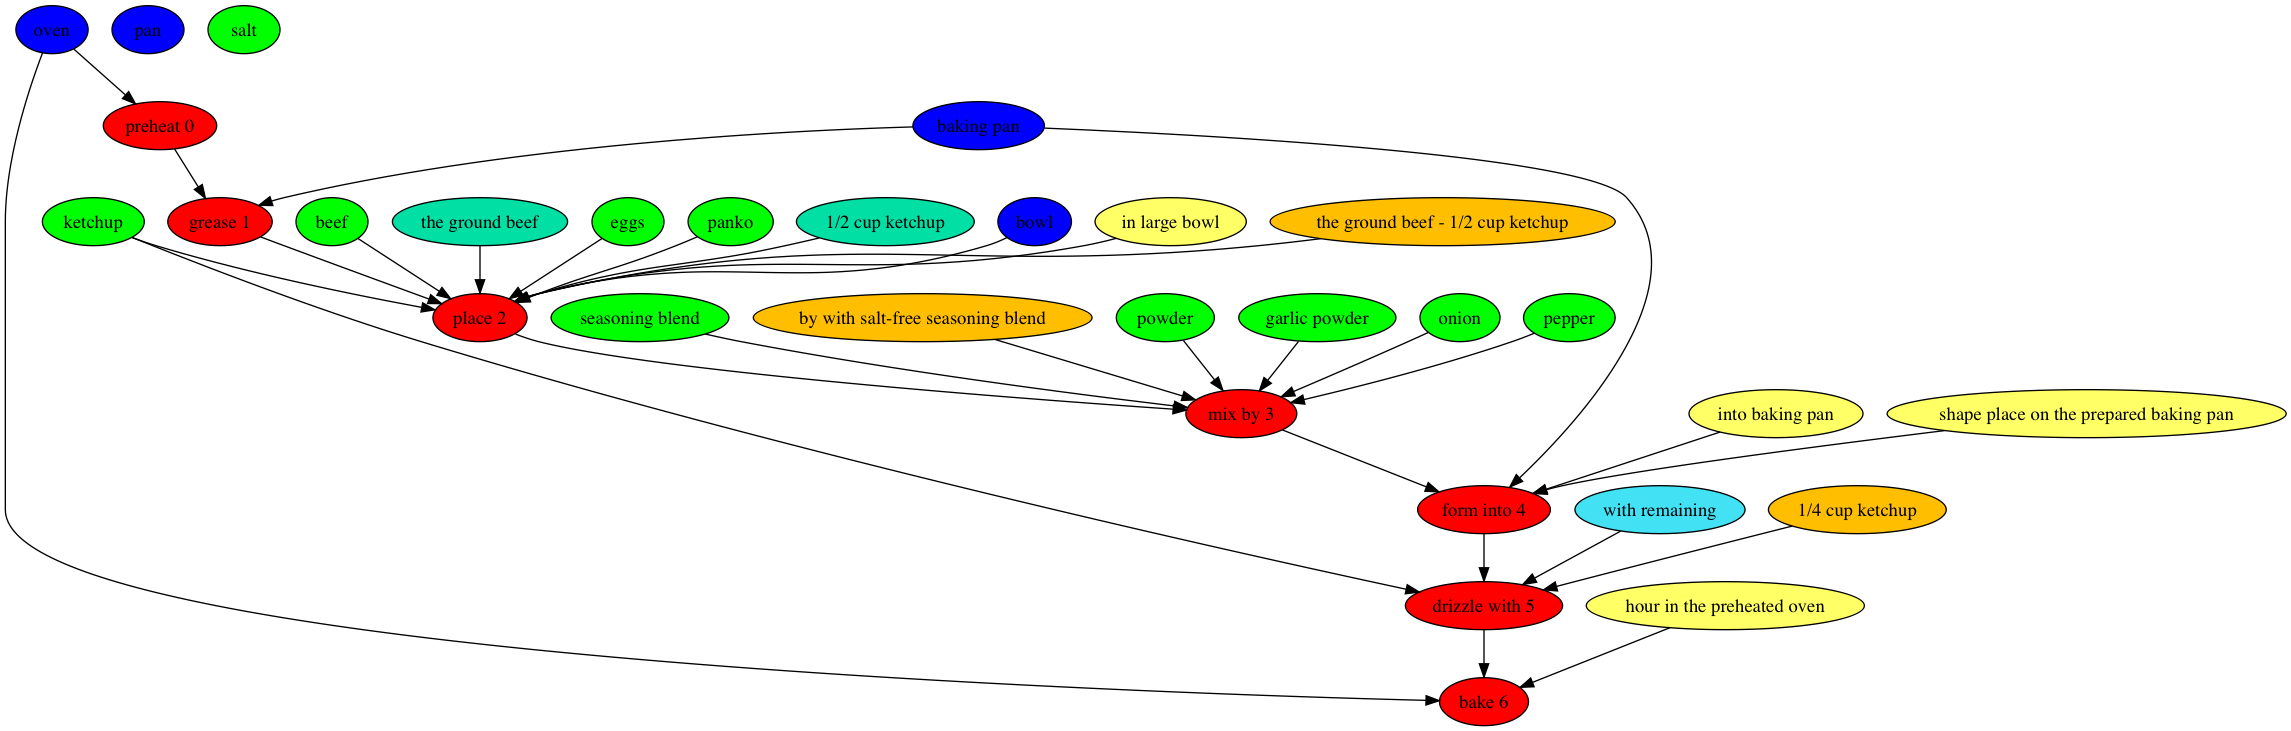 oven
pan
salt
preheat 0
baking pan
ketchup
grease 1
beef
the ground beef
eggs
panko
1/2 cup ketchup
bowl
in large bowl
the ground beef - 1/2 cup ketchup
place 2
seasoning blend
by with salt-free seasoning blend
powder
garlic powder
onion
pepper
mix by 3
into baking pan
shape place on the prepared baking pan
form into 4
with remaining
1/4 cup ketchup
drizzle with 5
hour in the preheated oven
bake 6